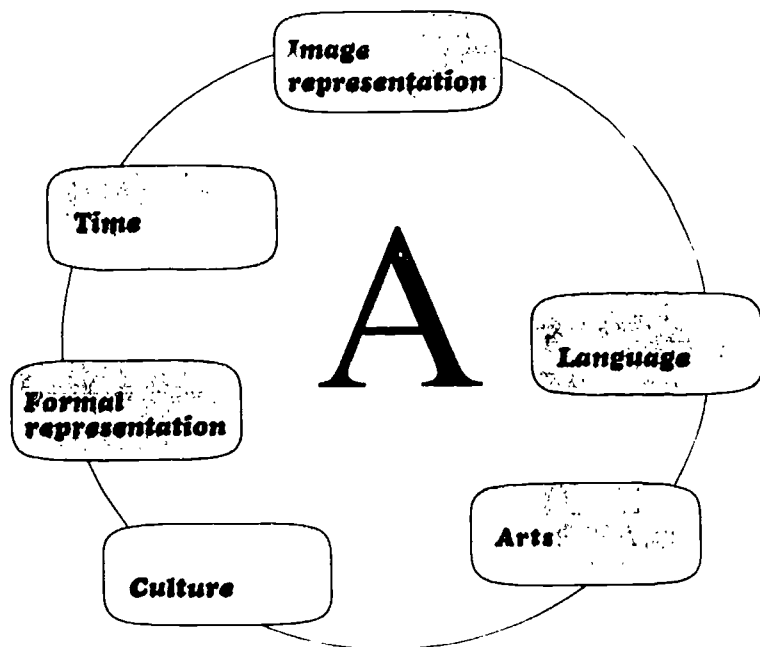 Image
representation
Time
A
Language
Formal
representation
Arts
Culture